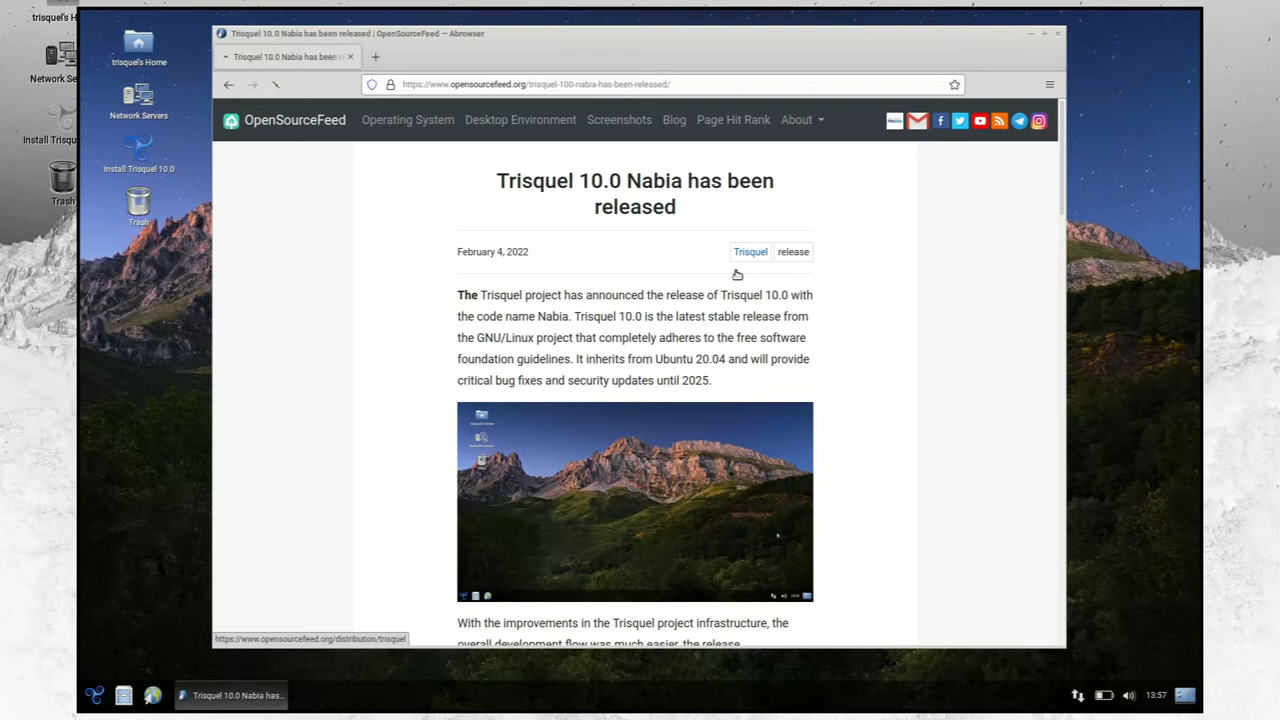 trisquel's H
Network Se
Install Trisqu
Trash
trisquel's Home
Network Servers
Install Trisquel 10.0
Trash
Trisquel 10.0 Nabia has been released | OpenSourceFeed — Abrowser
Trisquel 10.0 Nabia has been re
https://www.opensourcefeed.org/trisquel-100-nabia-has-been-released/
OpenSourceFeed Operating System Desktop Environment Screenshots Blog Page Hit Rank About
Trisquel 10.0 Nabia has been
released
February 4, 2022 Trisquel release
The Trisquel project has announced the release of Trisquel 10.0 with
the code name Nabia. Trisquel 10.0 is the latest stable release from
the GNU/Linux project that completely adheres to the free software
foundation guidelines. It inherits from Ubuntu 20.04 and will provide
critical bug fixes and security updates until 2025.
With the improvements in the Trisquel project infrastructure, the
overall development flow was much easier, the release
https://www.opensourcefeed.org/distribution/trisquel
Trisquel 10.0 Nabia has...
13:57